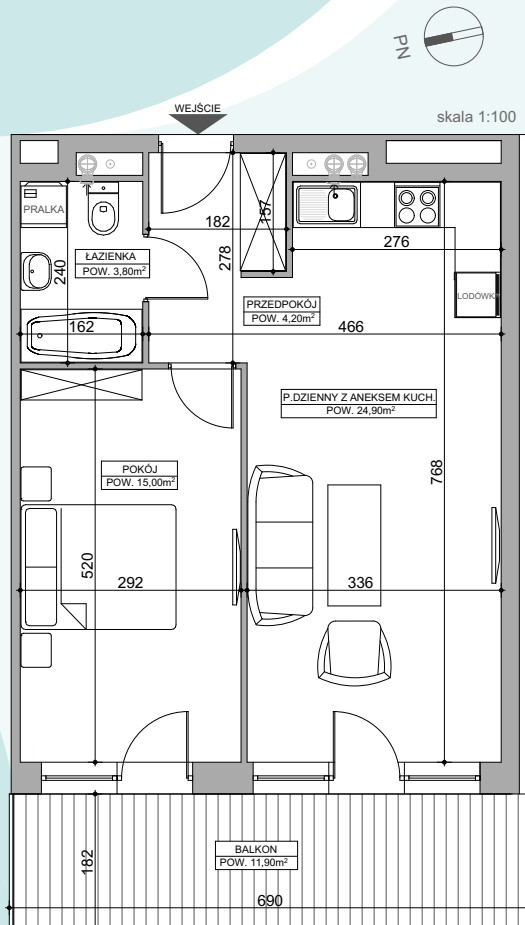 PN
WEJŚCIE
skala 1:100
PRALKA
182
157
276
ŁAZIENKA
POW. 3,80m²
240
278
LODÓWKA
PRZEDPOKÓJ
POW. 4,20m²
162
466
P.DZIENNY Z ANEKSEM KUCH.
POW. 24,90m²
POKÓJ
POW. 15,00m²
768
520
292
336
BALKON
POW. 11,90m²
182
690